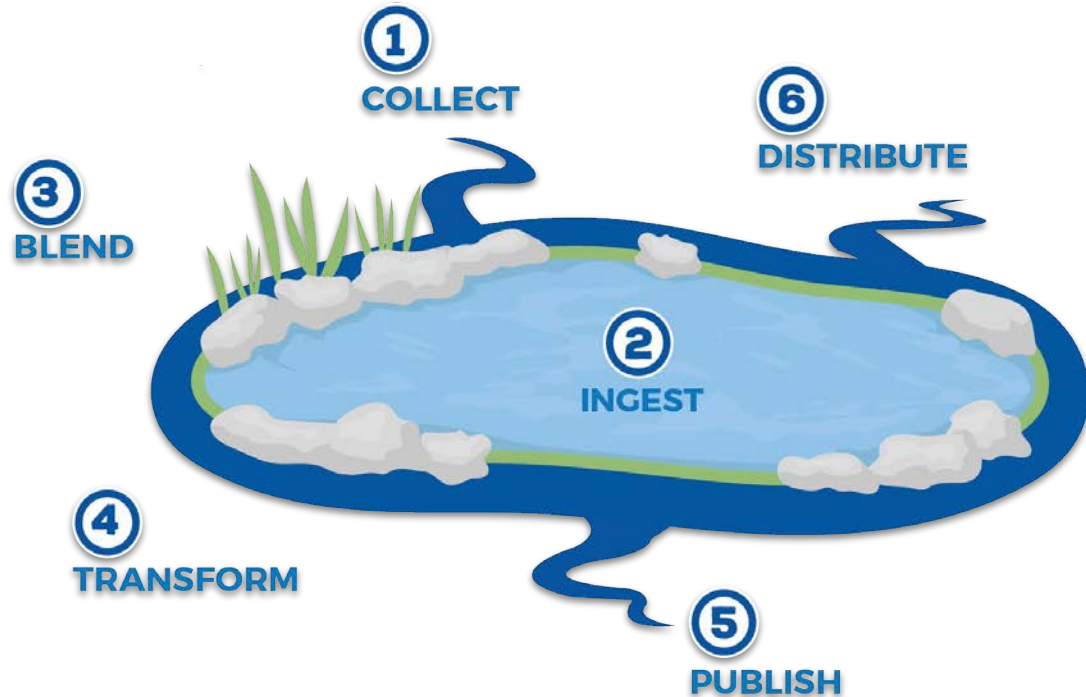 1
COLLECT
6
DISTRIBUTE
3
BLEND
2
INGEST
4
TRANSFORM
5
PUBLISH